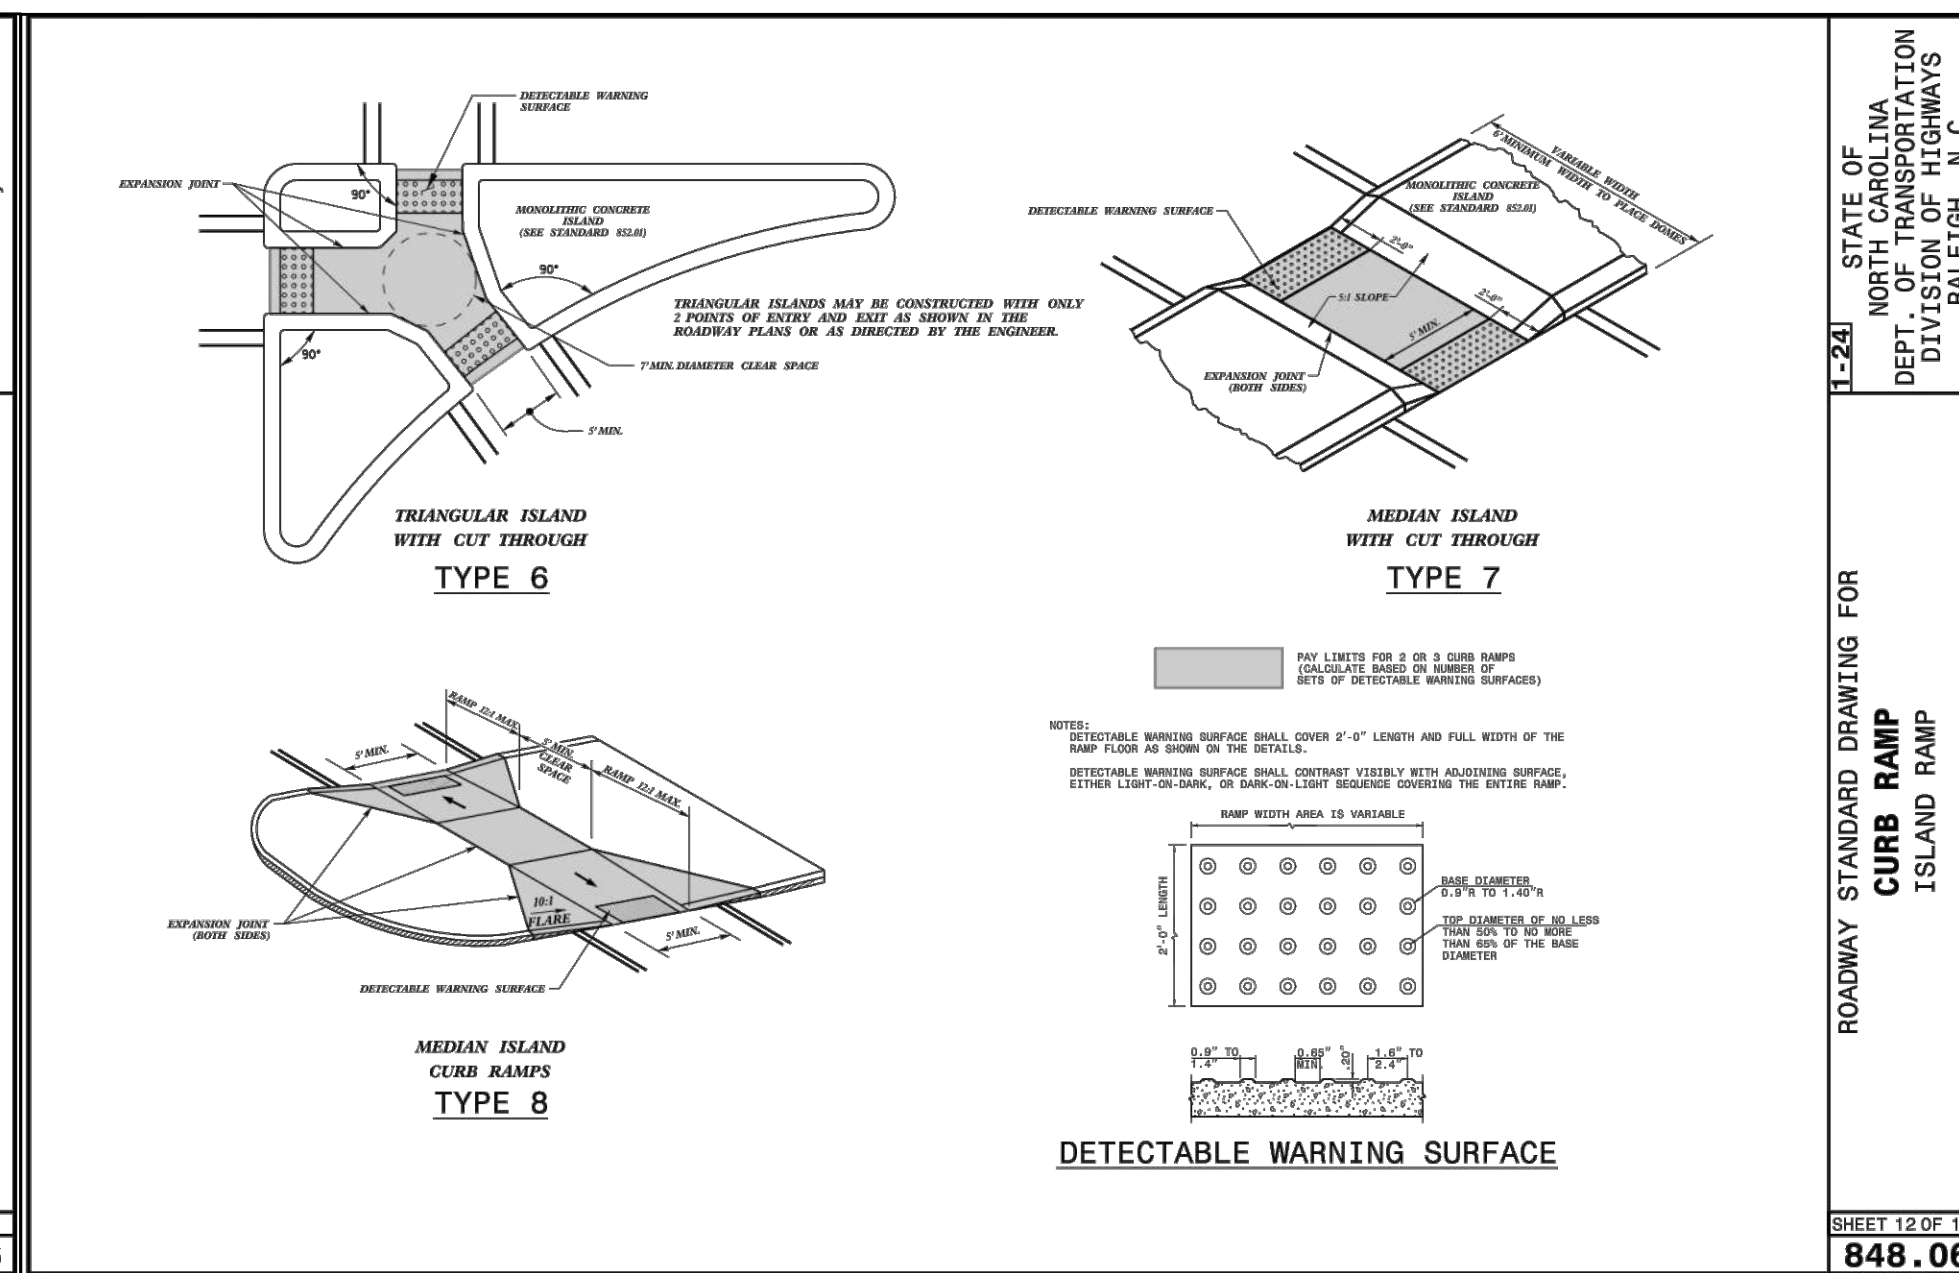 DETECTABLE WARNING
SURFACE
EXPANSION JOINT
90°
MONOLITHIC CONCRETE
ISLAND
(SEE STANDARD 852.01)
90°
90°
TRIANGULAR ISLANDS MAY BE CONSTRUCTED WITH ONLY
2 POINTS OF ENTRY AND EXIT AS SHOWN IN THE
ROADWAY PLANS OR AS DIRECTED BY THE ENGINEER.
7' MIN. DIAMETER CLEAR SPACE
5' MIN.
TRIANGULAR ISLAND
WITH CUT THROUGH
TYPE 6
VARIABLE WIDTH
6' MINIMUM WIDTH TO PLACE DOMES
MONOLITHIC CONCRETE
ISLAND
(SEE STANDARD 852.01)
DETECTABLE WARNING SURFACE
2'-0"
5:1 SLOPE
2'-0"
5' MIN.
EXPANSION JOINT
(BOTH SIDES)
MEDIAN ISLAND
WITH CUT THROUGH
TYPE 7
PAY LIMITS FOR 2 OR 3 CURB RAMPS
(CALCULATE BASED ON NUMBER OF
SETS OF DETECTABLE WARNING SURFACES)
RAMP 12:1 MAX.
5' MIN.
CLEAR
SPACE
RAMP 12:1 MAX.
5' MIN.
10:1
FLARE
5' MIN.
EXPANSION JOINT
(BOTH SIDES)
DETECTABLE WARNING SURFACE
MEDIAN ISLAND
CURB RAMPS
TYPE 8
NOTES:
DETECTABLE WARNING SURFACE SHALL COVER 2'-0" LENGTH AND FULL WIDTH OF THE
RAMP FLOOR AS SHOWN ON THE DETAILS.
DETECTABLE WARNING SURFACE SHALL CONTRAST VISIBLY WITH ADJOINING SURFACE,
EITHER LIGHT-ON-DARK, OR DARK-ON-LIGHT SEQUENCE COVERING THE ENTIRE RAMP.
RAMP WIDTH AREA IS VARIABLE
2'-0" LENGTH
BASE DIAMETER
0.9"R TO 1.40"R
TOP DIAMETER OF NO LESS
THAN 50% TO NO MORE
THAN 65% OF THE BASE
DIAMETER
0.9" TO
1.4"
0.65"
MIN.
.20"
1.6" TO
2.4"
DETECTABLE WARNING SURFACE
1-24
STATE OF
NORTH CAROLINA
DEPT. OF TRANSPORTATION
DIVISION OF HIGHWAYS
RALEIGH, N.C.
ROADWAY STANDARD DRAWING FOR
CURB RAMP
ISLAND RAMP
SHEET 12 OF 1
848.06